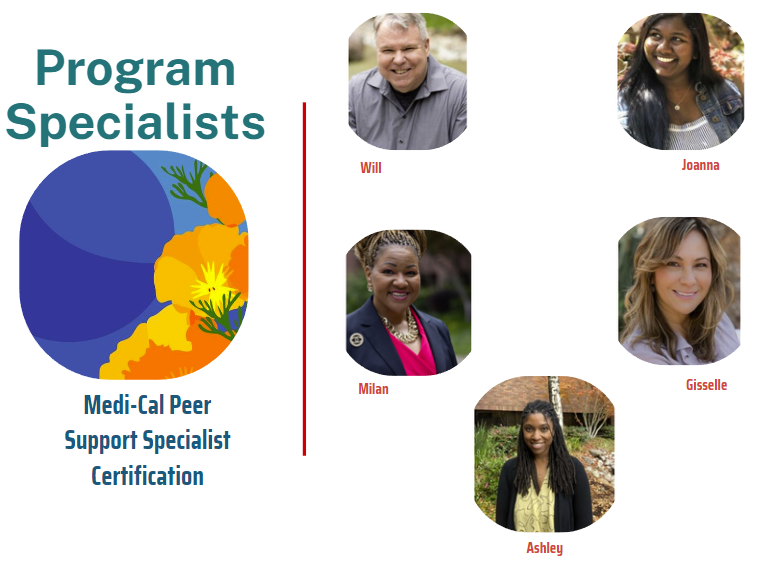 Program
Specialists
Medi-Cal Peer
Support Specialist
Certification
Will
Joanna
Milan
Gisselle
Ashley